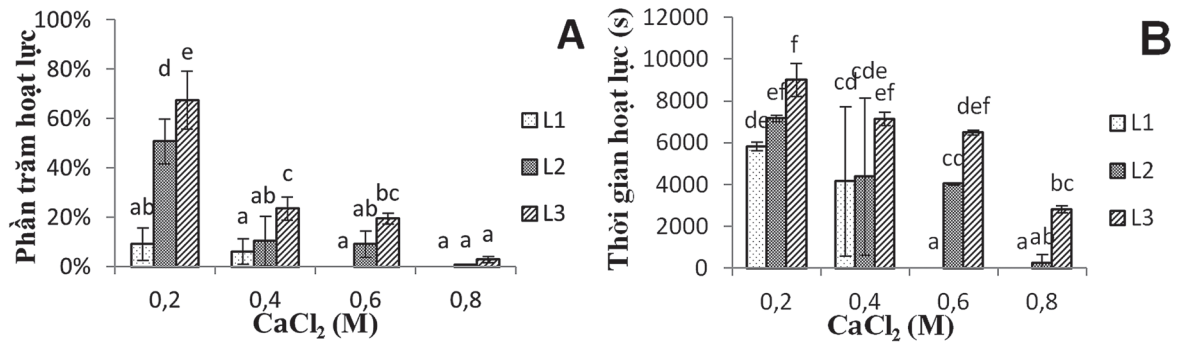 A
Phần trăm hoạt lực
100%
80%
60%
40%
20%
0%
ab d e
a ab c
a ab bc
a a a
0,2 0,4 0,6 0,8
CaCl₂ (M)
L1
L2
L3
B
Thời gian hoạt lực (s)
12000
10000
8000
6000
4000
2000
0
de ef f
cd cde ef
a cd def
a ab bc
0,2 0,4 0,6 0,8
CaCl₂ (M)
L1
L2
L3